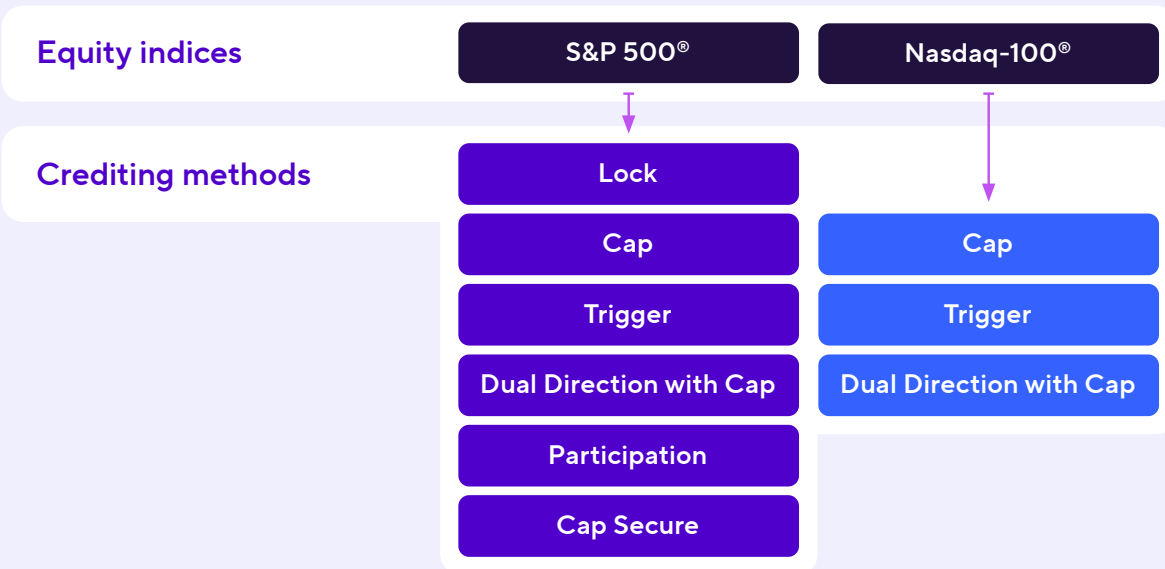 Equity indices
S&P 500®
Nasdaq-100®
Crediting methods
Lock
Cap
Cap
Trigger
Trigger
Dual Direction with Cap
Dual Direction with Cap
Participation
Cap Secure